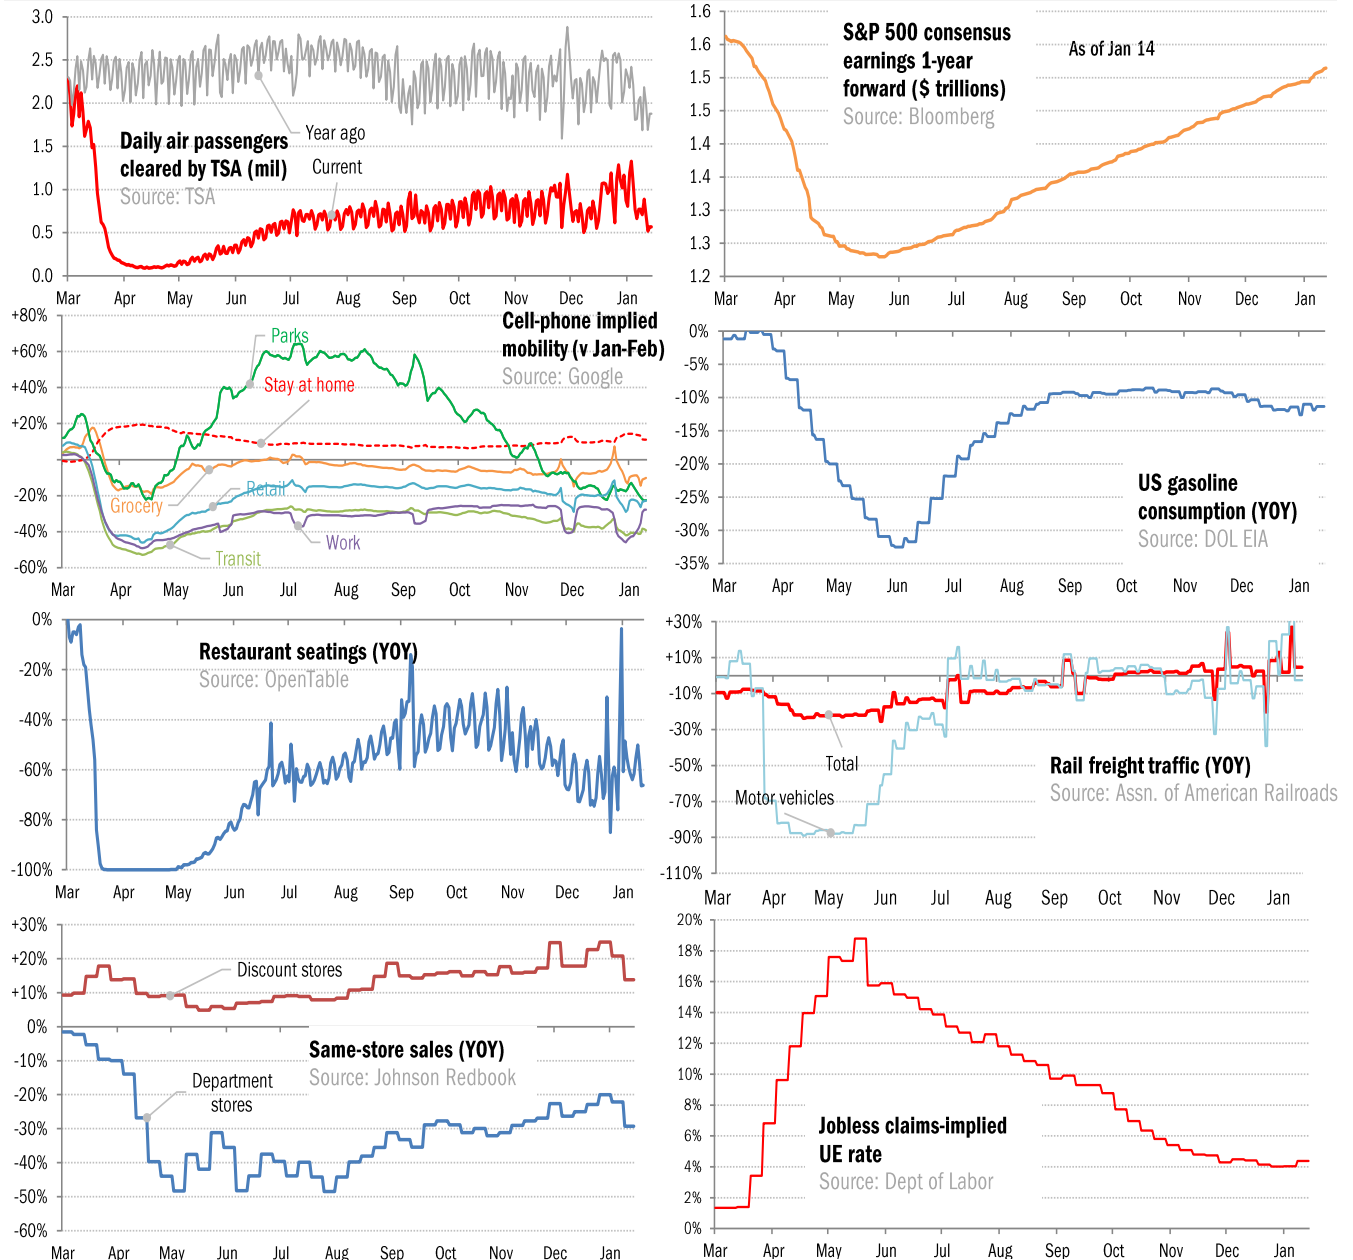 3.0
2.5
2.0
1.5
1.0
0.5
0.0
Year ago
Daily air passengers
cleared by TSA (mil)
Source: TSA
Current
Mar Apr May Jun Jul Aug Sep Oct Nov Dec Jan
1.6
1.6
1.5
1.5
1.4
1.4
1.3
1.3
1.2
S&P 500 consensus
earnings 1-year
forward ($ trillions)
Source: Bloomberg
As of Jan 14
Mar Apr May Jun Jul Aug Sep Oct Nov Dec Jan
+80%
+60%
+40%
+20%
-20%
-40%
-60%
Cell-phone implied
mobility (v Jan-Feb)
Source: Google
Parks
Stay at home
Grocery
Retail
Work
Transit
Mar Apr May Jun Jul Aug Sep Oct Nov Dec Jan
0%
-5%
-10%
-15%
-20%
-25%
-30%
-35%
US gasoline
consumption (YOY)
Source: DOL EIA
Mar Apr May Jun Jul Aug Sep Oct Nov Dec Jan
0%
-20%
-40%
-60%
-80%
-100%
Restaurant seatings (YOY)
Source: OpenTable
Mar Apr May Jun Jul Aug Sep Oct Nov Dec Jan
+30%
+10%
-10%
-30%
-50%
-70%
-90%
-110%
Total
Motor vehicles
Rail freight traffic (YOY)
Source: Assn. of American Railroads
Mar Apr May Jun Jul Aug Sep Oct Nov Dec Jan
+30%
+20%
+10%
0%
-10%
-20%
-30%
-40%
-50%
-60%
Discount stores
Same-store sales (YOY)
Source: Johnson Redbook
Department
stores
Mar Apr May Jun Jul Aug Sep Oct Nov Dec Jan
20%
18%
16%
14%
12%
10%
8%
6%
4%
2%
0%
Jobless claims-implied
UE rate
Source: Dept of Labor
Mar Apr May Jun Jul Aug Sep Oct Nov Dec Jan